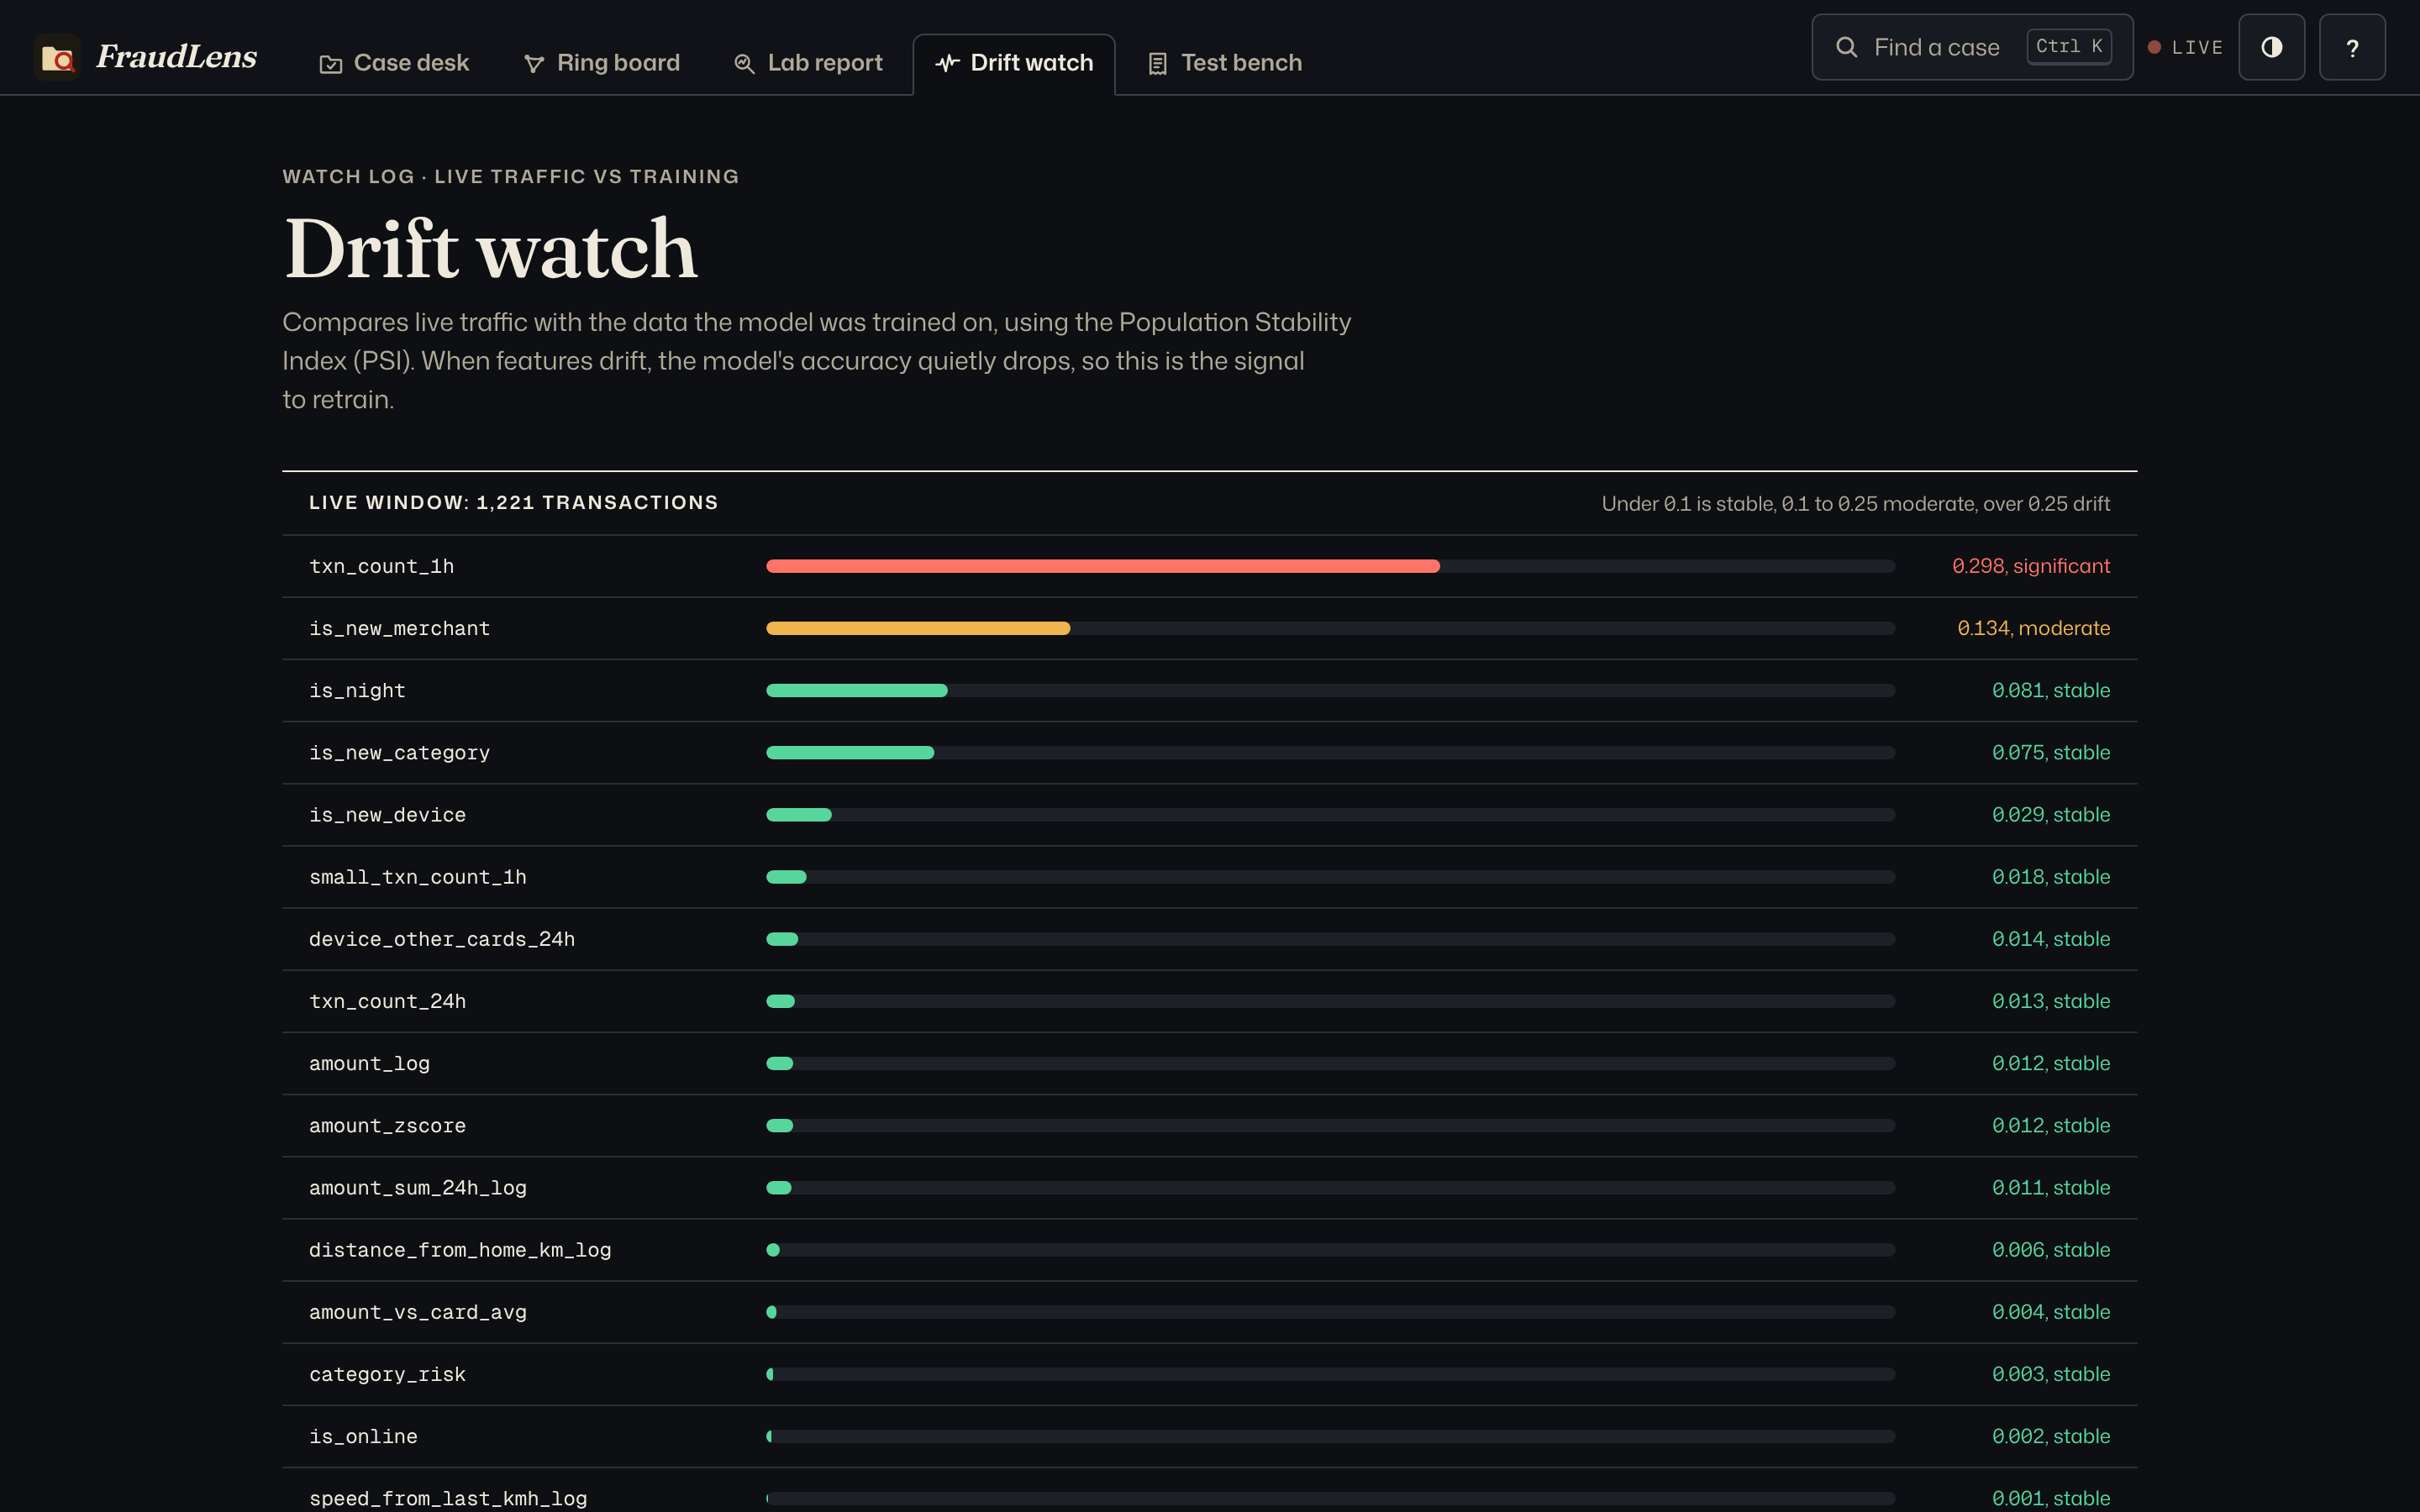 FraudLens
Case desk
Ring board
Lab report
Drift watch
Test bench
Find a case
Ctrl K
LIVE
?
WATCH LOG · LIVE TRAFFIC VS TRAINING
Drift watch
Compares live traffic with the data the model was trained on, using the Population Stability
Index (PSI). When features drift, the model's accuracy quietly drops, so this is the signal
to retrain.
LIVE WINDOW: 1,221 TRANSACTIONS
Under 0.1 is stable, 0.1 to 0.25 moderate, over 0.25 drift
txn_count_1h
0.298, significant
is_new_merchant
0.134, moderate
is_night
0.081, stable
is_new_category
0.075, stable
is_new_device
0.029, stable
small_txn_count_1h
0.018, stable
device_other_cards_24h
0.014, stable
txn_count_24h
0.013, stable
amount_log
0.012, stable
amount_zscore
0.012, stable
amount_sum_24h_log
0.011, stable
distance_from_home_km_log
0.006, stable
amount_vs_card_avg
0.004, stable
category_risk
0.003, stable
is_online
0.002, stable
speed_from_last_kmh_log
0.001, stable